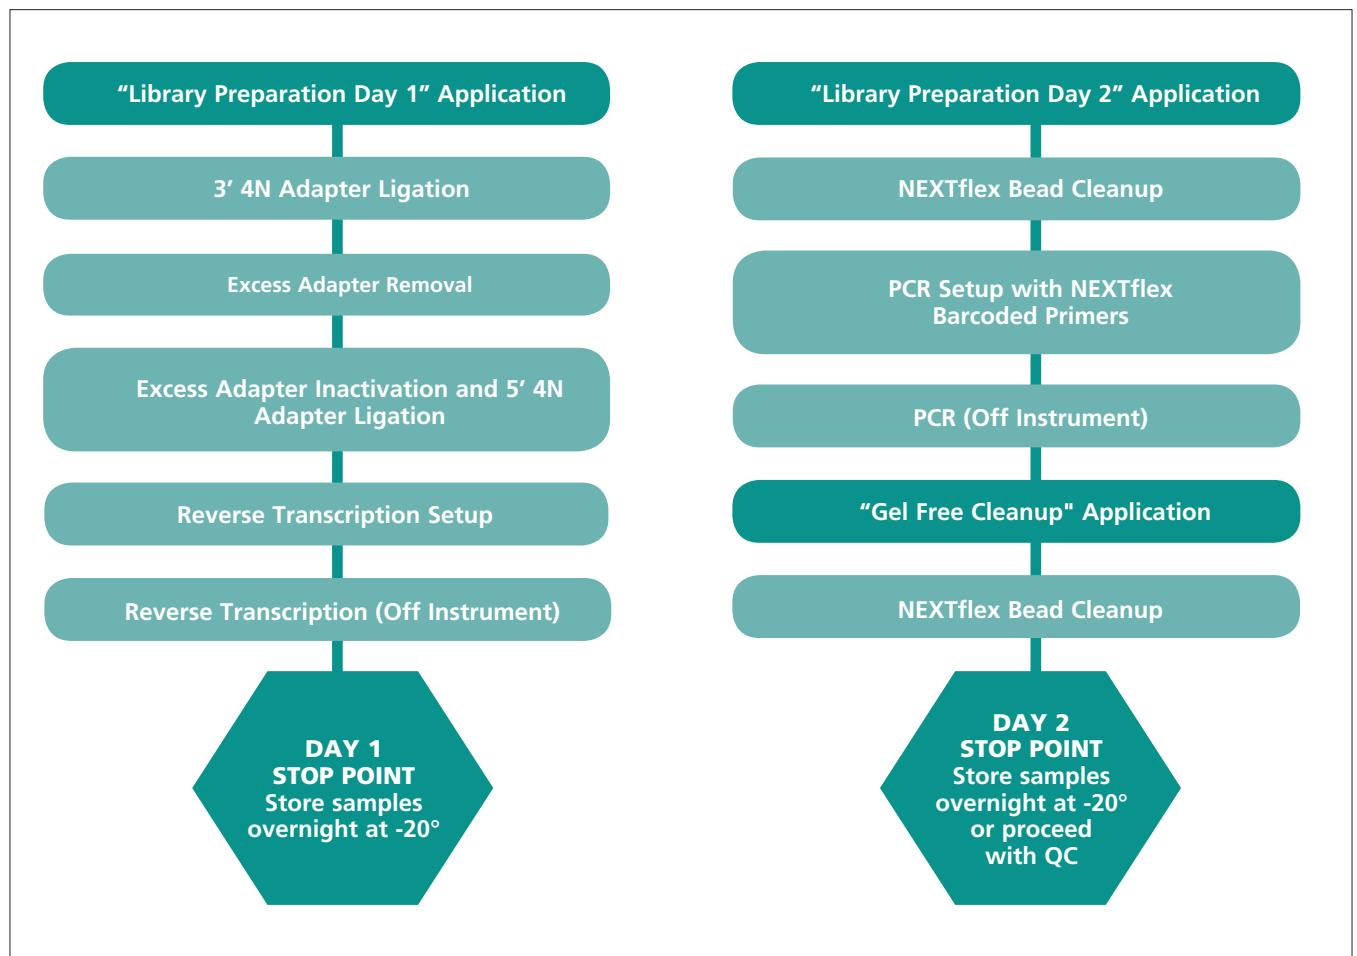 “Library Preparation Day 1” Application
3’ 4N Adapter Ligation
Excess Adapter Removal
Excess Adapter Inactivation and 5’ 4N
Adapter Ligation
Reverse Transcription Setup
Reverse Transcription (Off Instrument)
DAY 1
STOP POINT
Store samples
overnight at -20°
“Library Preparation Day 2” Application
NEXTflex Bead Cleanup
PCR Setup with NEXTflex
Barcoded Primers
PCR (Off Instrument)
“Gel Free Cleanup" Application
NEXTflex Bead Cleanup
DAY 2
STOP POINT
Store samples
overnight at -20°
or proceed
with QC